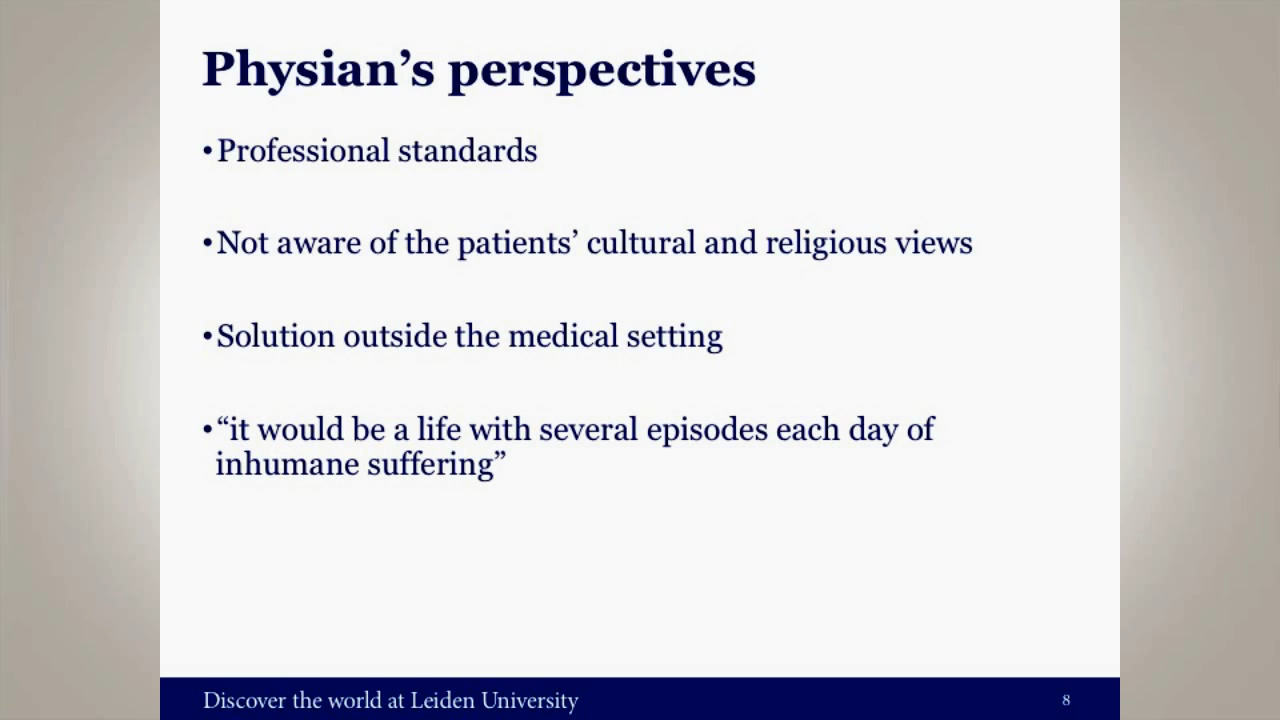 Physian’s perspectives
•Professional standards
•Not aware of the patients’ cultural and religious views
•Solution outside the medical setting
•“it would be a life with several episodes each day of
inhumane suffering”
Discover the world at Leiden University
8